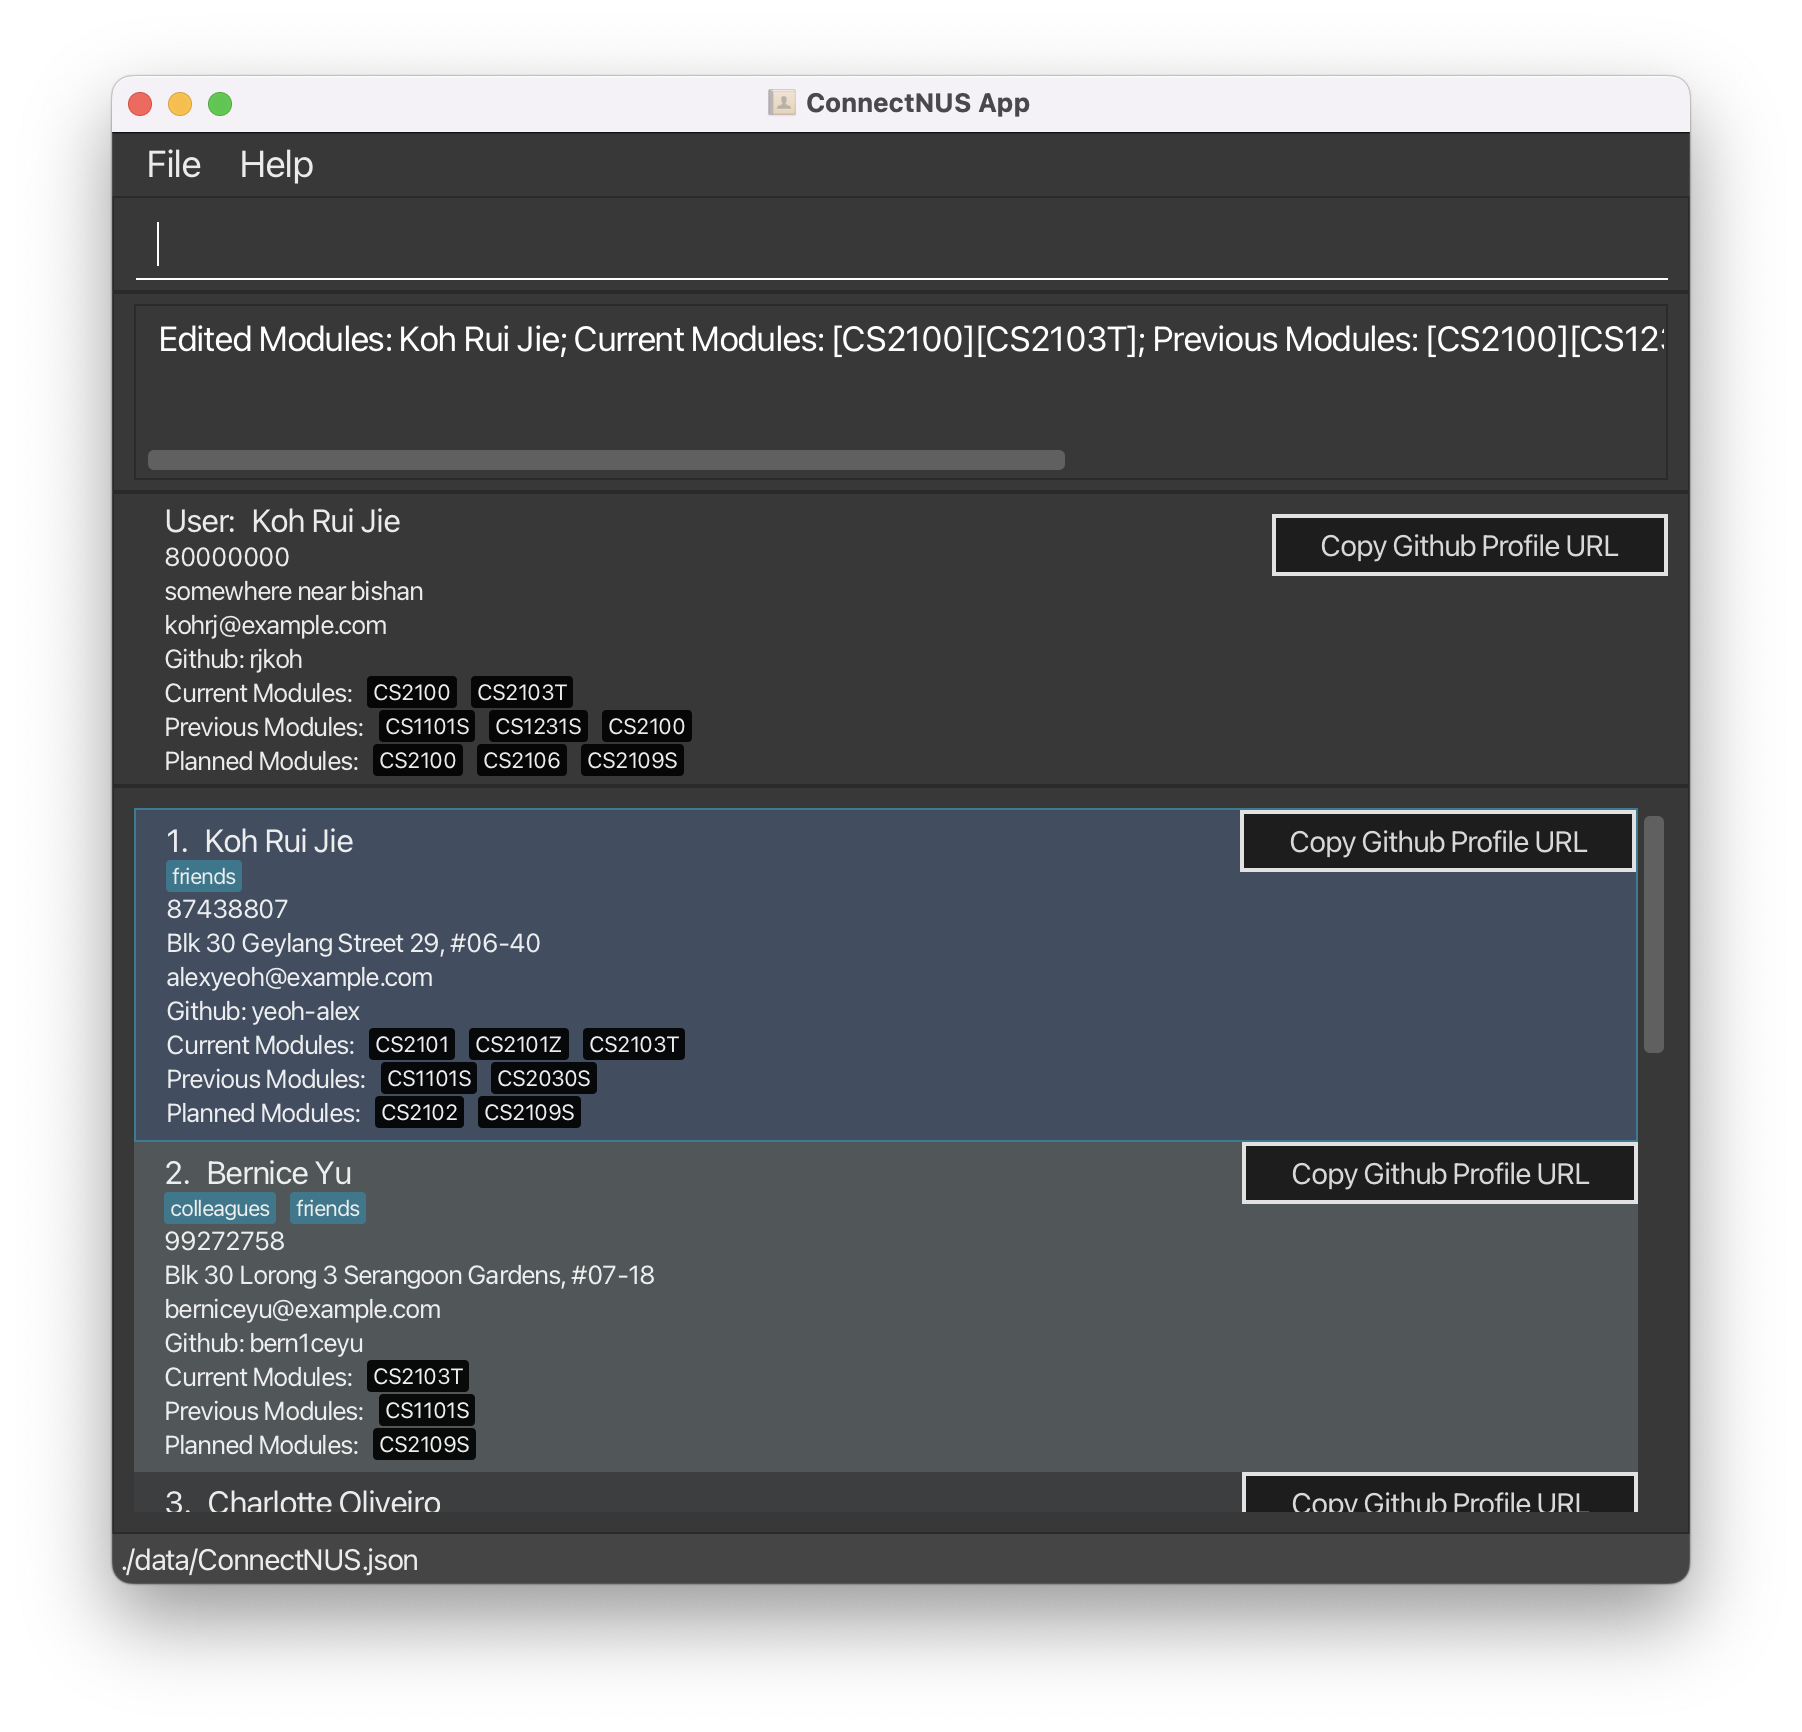 ConnectNUS App
File Help
Edited Modules: Koh Rui Jie; Current Modules: [CS2100][CS2103T]; Previous Modules: [CS2100][CS12
User: Koh Rui Jie
Copy Github Profile URL
80000000
somewhere near bishan
kohrj@example.com
Github: rjkoh
Current Modules: CS2100 CS2103T
Previous Modules: CS1101S CS1231S CS2100
Planned Modules: CS2100 CS2106 CS2109S
1. Koh Rui Jie
Copy Github Profile URL
friends
87438807
Blk 30 Geylang Street 29, #06-40
alexyeoh@example.com
Github: yeoh-alex
Current Modules: CS2101 CS2101Z CS2103T
Previous Modules: CS1101S CS2030S
Planned Modules: CS2102 CS2109S
2. Bernice Yu
Copy Github Profile URL
colleagues friends
99272758
Blk 30 Lorong 3 Serangoon Gardens, #07-18
berniceyu@example.com
Github: bern1ceyu
Current Modules: CS2103T
Previous Modules: CS1101S
Planned Modules: CS2109S
3. Charlotte Oliveiro
Copy Github Profile URL
./data/ConnectNUS.json